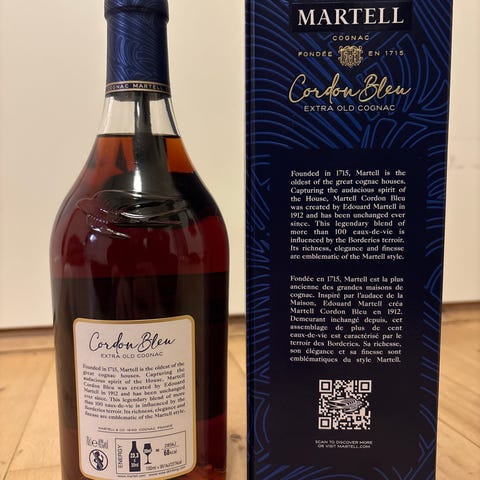 COGNAC MARTELL
Cordon Bleu
EXTRA OLD COGNAC
Founded in 1715, Martell is the oldest of the
great cognac houses. Capturing the
audacious spirit of the House, Martell
Cordon Bleu was created by Edouard
Martell in 1912 and has been unchanged
ever since. This legendary blend of more
than 100 eaux-de-vie is influenced by the
Borderies terroir. Its richness, elegance and
finesse are emblematic of the Martell style.
MARTELL & CO
COGNAC FRANCE
ENERGY
MARTELL
COGNAC
FONDÉE EN 1715
Cordon Bleu
EXTRA OLD COGNAC
Founded in 1715, Martell is the
oldest of the great cognac houses.
Capturing the audacious spirit of
the House, Martell Cordon Bleu
was created by Edouard Martell in
1912 and has been unchanged ever
since. This legendary blend of
more than 100 eaux-de-vie is
influenced by the Borderies terroir.
Its richness, elegance and finesse
are emblematic of the Martell style.
Fondée en 1715, Martell est la plus
ancienne des grandes maisons de
cognac. Inspiré par l'audace de la
Maison, Edouard Martell créa
Martell Cordon Bleu en 1912.
Demeurant inchangé depuis, cet
assemblage de plus de cent
eaux-de-vie est caractérisé par le
terroir des Borderies. Sa richesse,
son élégance et sa finesse sont
emblématiques du style Martell.
SCAN TO DISCOVER MORE
OR VISIT MARTELL.COM